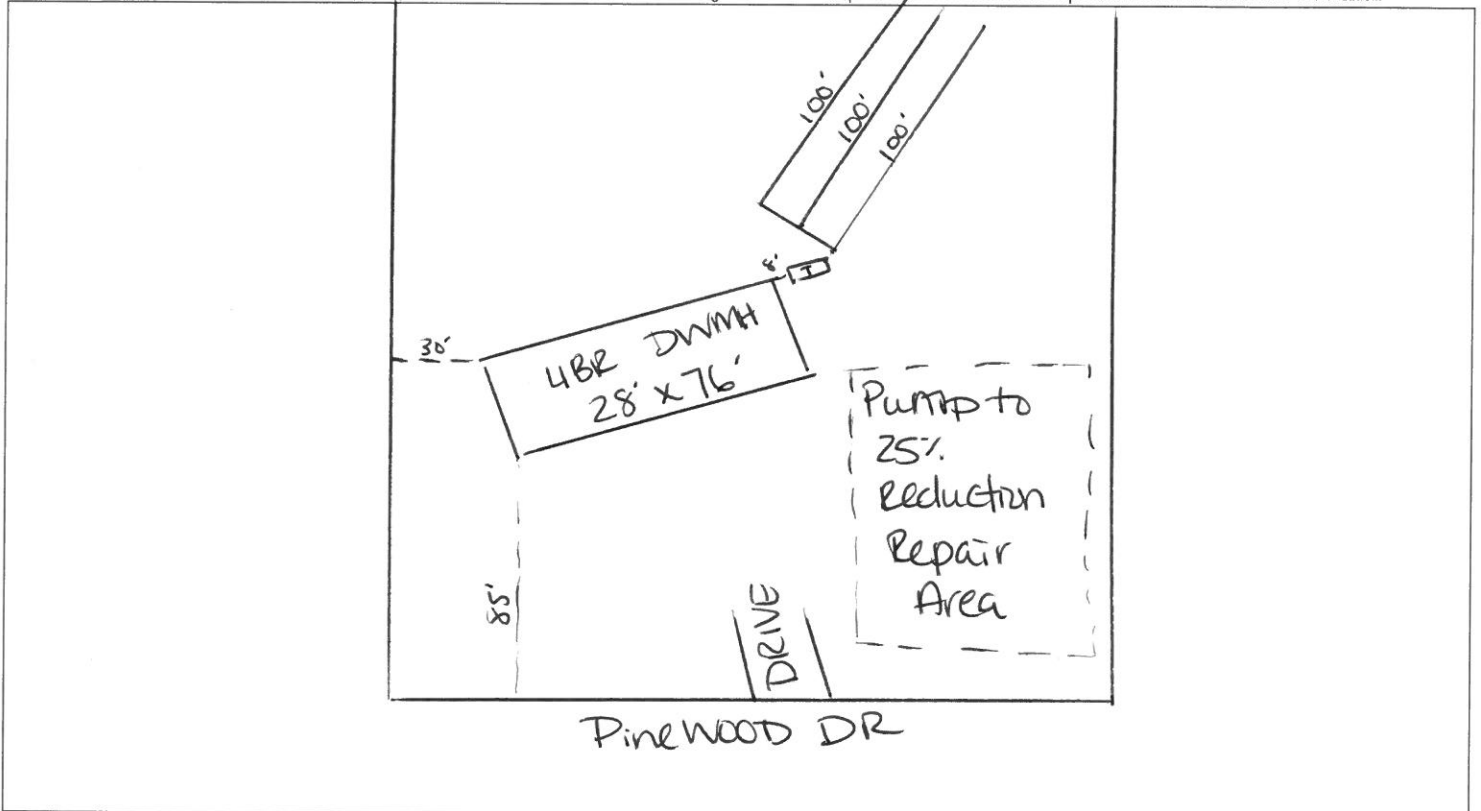 100'
100'
100'
8'
I
30'
4BR DWMH
28' x 76'
Pump to
25%
Reduction
Repair
Area
85'
DRIVE
PineWOOD DR